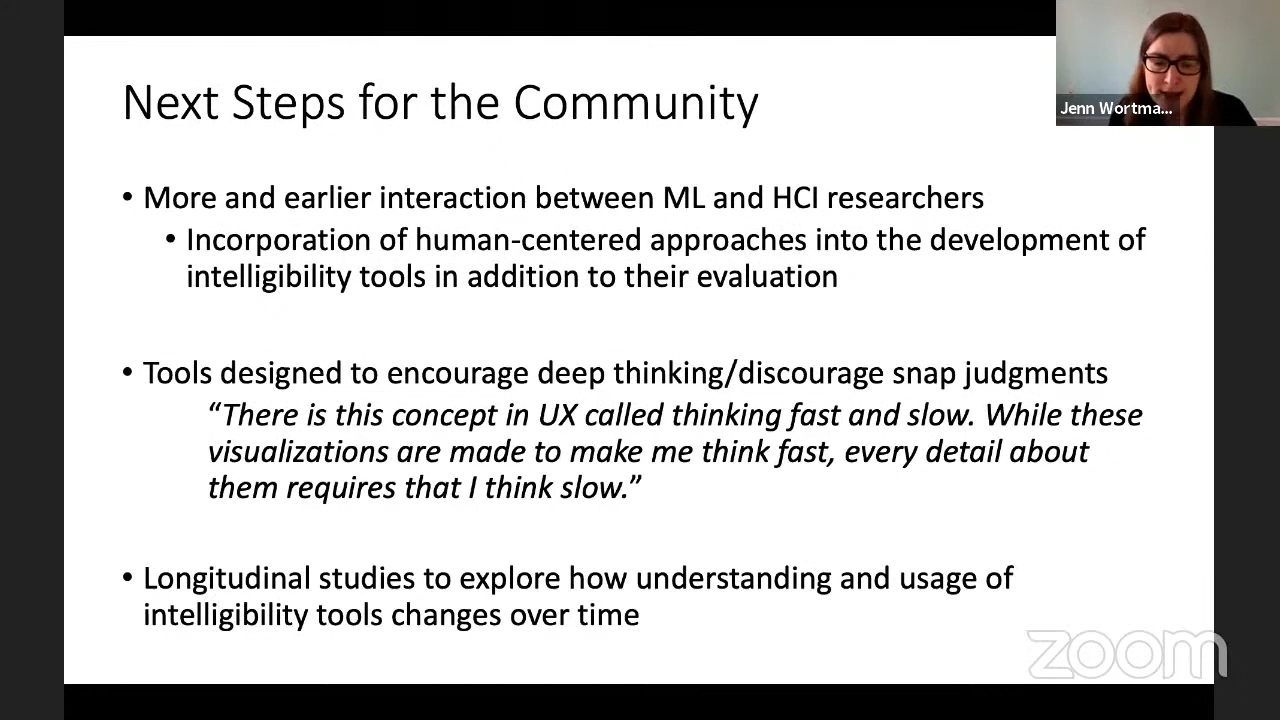 Next Steps for the Community
Jenn Wortma...
• More and earlier interaction between ML and HCI researchers
• Incorporation of human-centered approaches into the development of
intelligibility tools in addition to their evaluation
• Tools designed to encourage deep thinking/discourage snap judgments
“There is this concept in UX called thinking fast and slow. While these
visualizations are made to make me think fast, every detail about
them requires that I think slow.”
• Longitudinal studies to explore how understanding and usage of
intelligibility tools changes over time
zoom